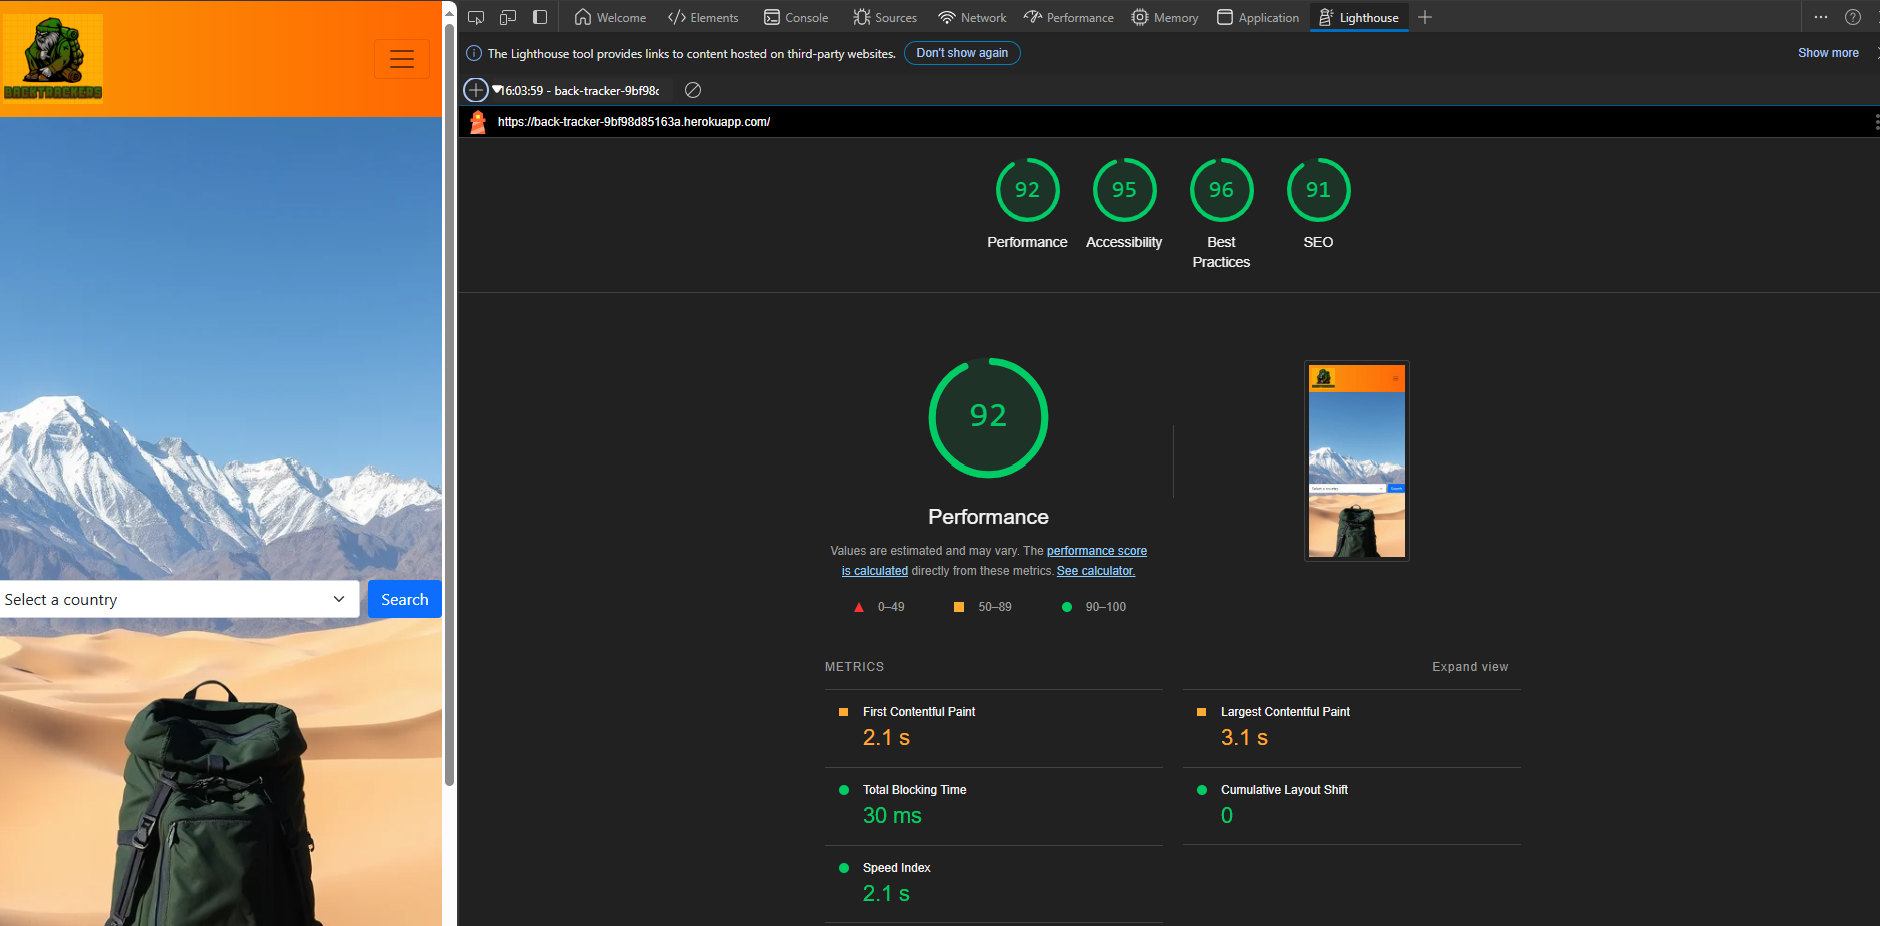 BACKTRACKERS
Select a country
Search
Welcome
Elements
Console
Sources
Network
Performance
Memory
Application
Lighthouse
The Lighthouse tool provides links to content hosted on third-party websites.
Don't show again
Show more
16:03:59 - back-tracker-9bf98
https://back-tracker-9bf98d85163a.herokuapp.com/
92
95
96
91
Performance
Accessibility
Best
Practices
SEO
92
Performance
Values are estimated and may vary. The performance score
is calculated directly from these metrics. See calculator.
0–49
50–89
90–100
METRICS
Expand view
First Contentful Paint
2.1 s
Largest Contentful Paint
3.1 s
Total Blocking Time
30 ms
Cumulative Layout Shift
0
Speed Index
2.1 s